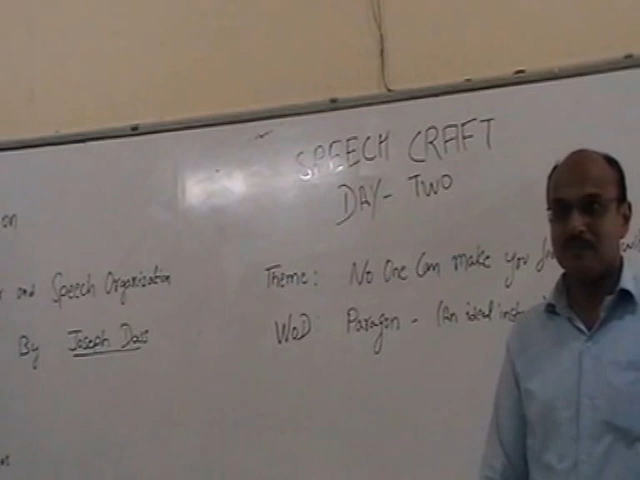 SPEECH CRAFT
DAY- TWO
on
and Speech Organisation
By Joseph Dass
Theme: No One Can make you
WOD: Paragon - (An ideal